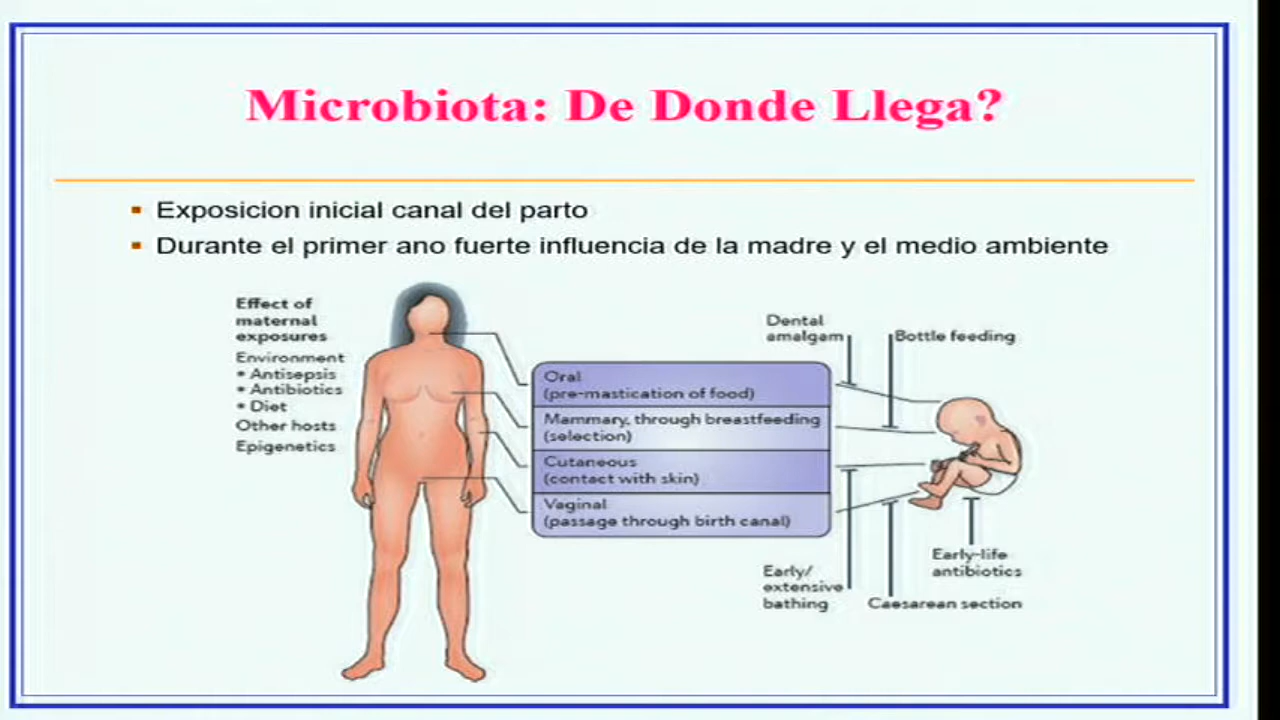 Microbiota: De Donde Llega?
Exposicion inicial canal del parto
Durante el primer ano fuerte influencia de la madre y el medio ambiente
Effect of
maternal
exposures
Environment
• Antisepsis
• Antibiotics
• Diet
Other hosts
Epigenetics
Oral
(pre-mastication of food)
Mammary, through breastfeeding
(selection)
Cutaneous
(contact with skin)
Vaginal
(passage through birth canal)
Dental
amalgam
Bottle feeding
Early/
extensive
bathing
Caesarean section
Early-life
antibiotics